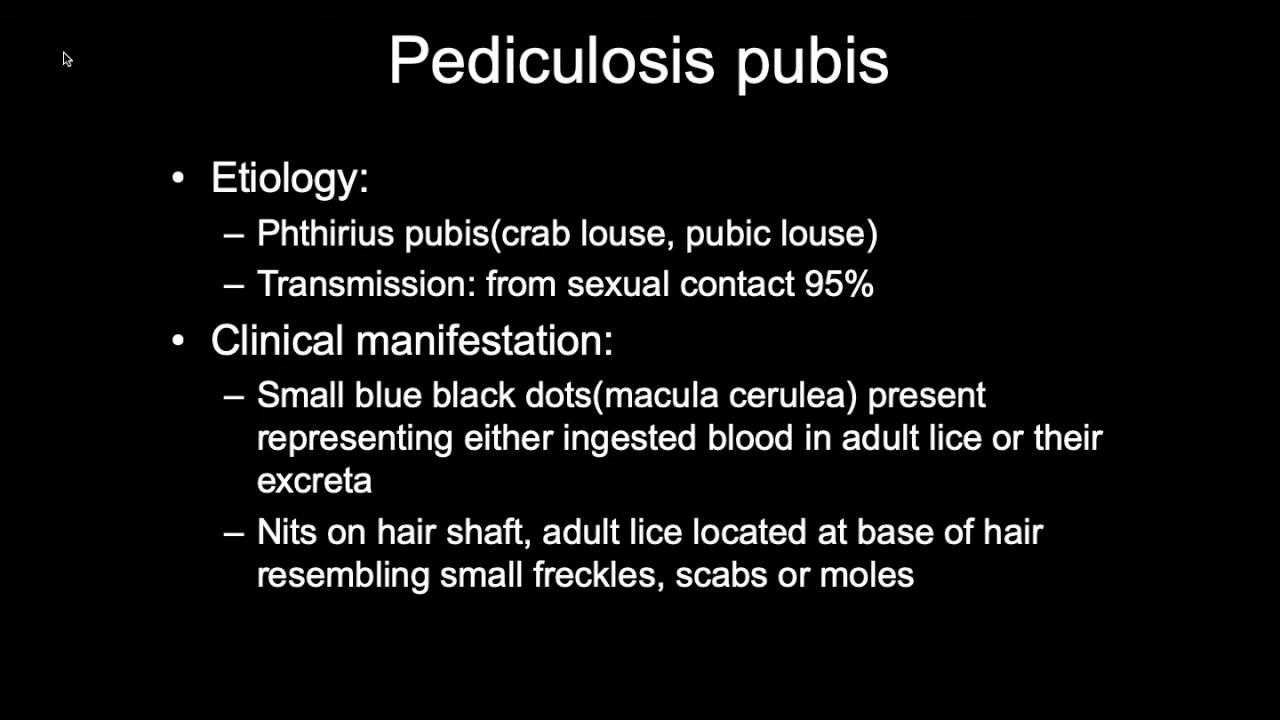 Pediculosis pubis
• Etiology:
– Phthirius pubis(crab louse, pubic louse)
– Transmission: from sexual contact 95%
• Clinical manifestation:
– Small blue black dots(macula cerulea) present
representing either ingested blood in adult lice or their
excreta
– Nits on hair shaft, adult lice located at base of hair
resembling small freckles, scabs or moles